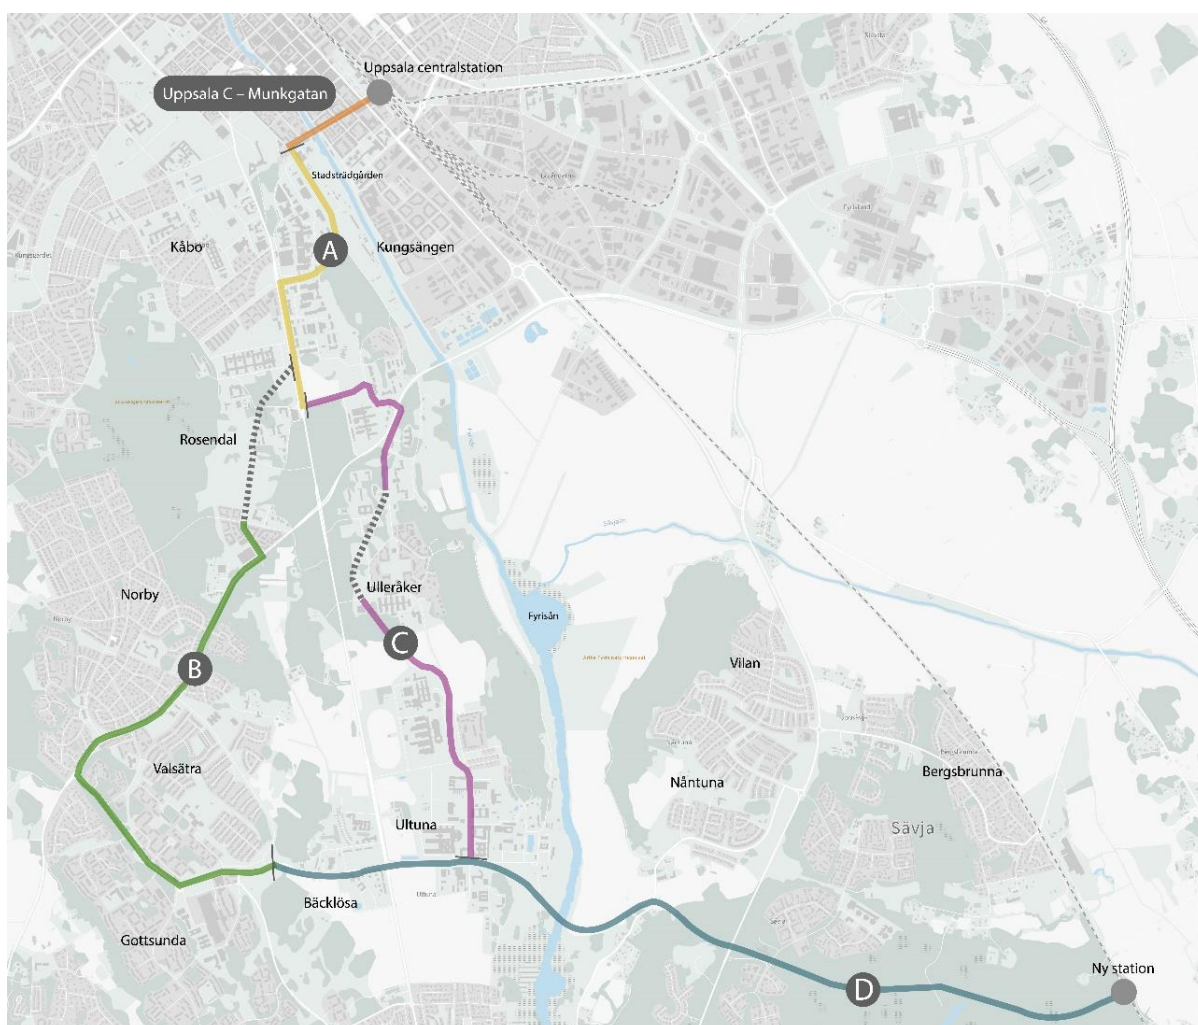 Uppsala centralstation
Uppsala C – Munkgatan
Stadsträdgården
Kåbo
A
Kungsängen
Rosendal
Norby
Ulleråker
Fyrisån
C
B
Vilan
Valsätra
Nåntuna
Bergsbrunna
Ultuna
Sävja
Bäcklösa
Ultuna
Gottsunda
Ny station
D